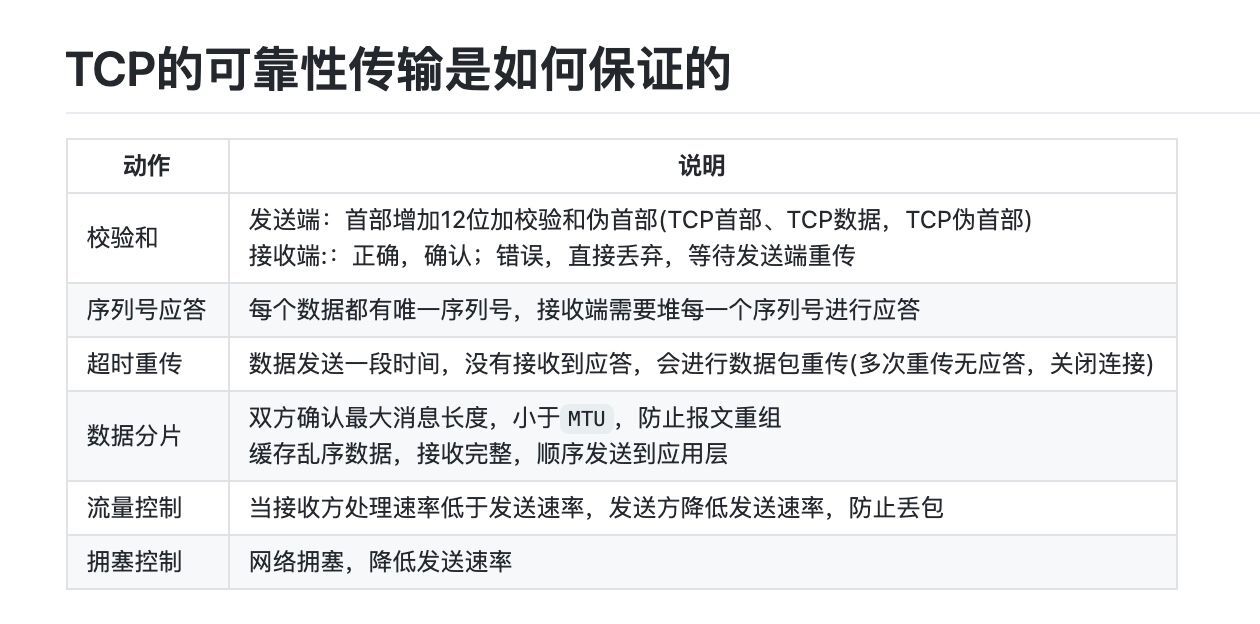 TCP的可靠性传输是如何保证的
动作 说明
校验和
发送端：首部增加12位加校验和伪首部(TCP首部、TCP数据，TCP伪首部)
接收端:：正确，确认；错误，直接丢弃，等待发送端重传
序列号应答 每个数据都有唯一序列号，接收端需要堆每一个序列号进行应答
超时重传 数据发送一段时间，没有接收到应答，会进行数据包重传(多次重传无应答，关闭连接)
数据分片
双方确认最大消息长度，小于 MTU ，防止报文重组
缓存乱序数据，接收完整，顺序发送到应用层
流量控制 当接收方处理速率低于发送速率，发送方降低发送速率，防止丢包
拥塞控制 网络拥塞，降低发送速率